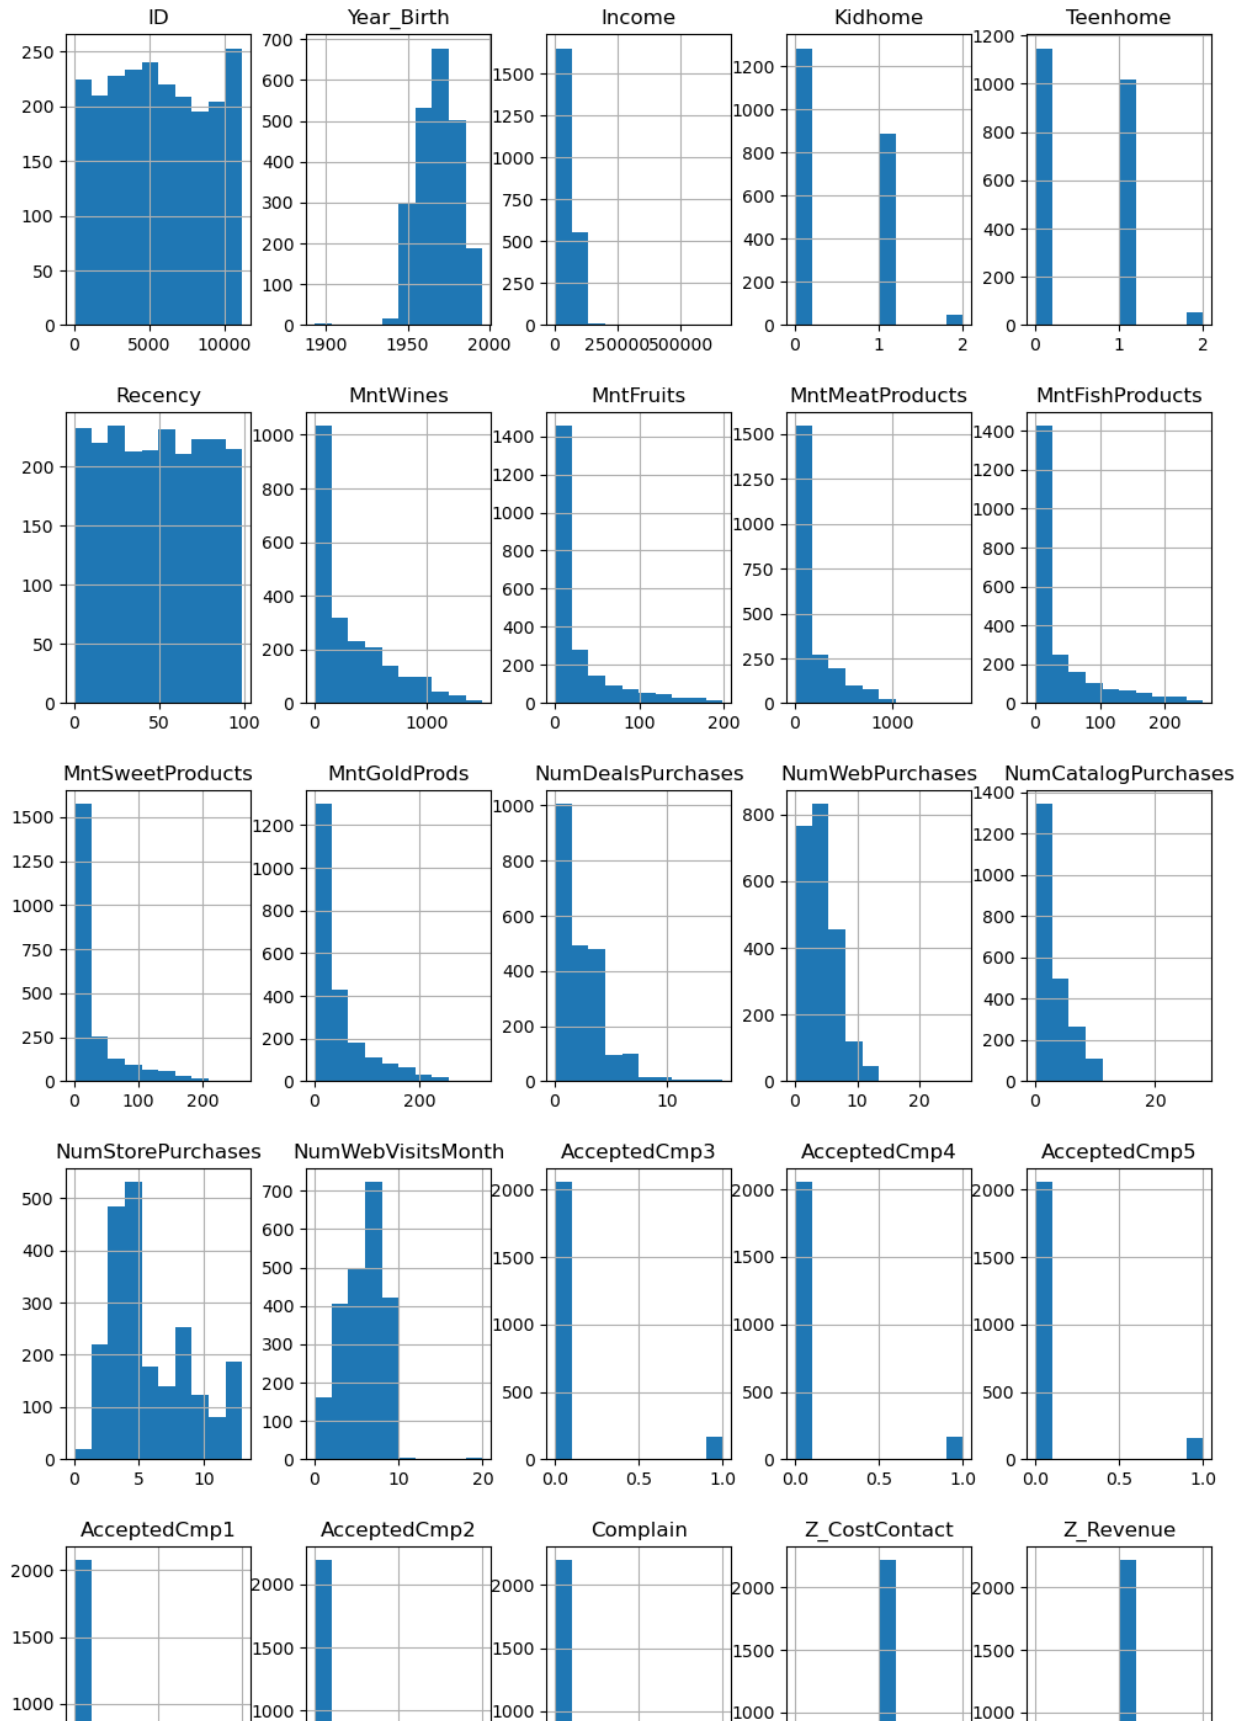 ID Year_Birth Income Kidhome Teenhome
250 200 150 100 50 0
0 5000 10000
700 600 500 400 300 200 100 0
1900 1950 2000
1500 1250 1000 750 500 250 0
0 250000 500000
1200 1000 800 600 400 200 0
0 1 2
1200 1000 800 600 400 200 0
0 1 2
Recency MntWines MntFruits MntMeatProducts MntFishProducts
200 150 100 50 0
0 50 100
1000 800 600 400 200 0
0 1000
1400 1200 1000 800 600 400 200 0
0 200
1500 1250 1000 750 500 250 0
0 1000
1400 1200 1000 800 600 400 200 0
0 100 200
MntSweetProducts MntGoldProds NumDealsPurchases NumWebPurchases NumCatalogPurchases
1500 1250 1000 750 500 250 0
0 100 200
1200 1000 800 600 400 200 0
0 200
1000 800 600 400 200 0
0 10
800 600 400 200 0
0 10 20
1400 1200 1000 800 600 400 200 0
0 20
NumStorePurchases NumWebVisitsMonth AcceptedCmp3 AcceptedCmp4 AcceptedCmp5
500 400 300 200 100 0
0 5 10
700 600 500 400 300 200 100 0
0 10 20
2000 1500 1000 500 0
0.0 0.5 1.0
2000 1500 1000 500 0
0.0 0.5 1.0
2000 1500 1000 500 0
0.0 0.5 1.0
AcceptedCmp1 AcceptedCmp2 Complain Z_CostContact Z_Revenue
2000 1500 1000
2000 1500 1000
2000 1500 1000
2000 1500 1000
2000 1500 1000